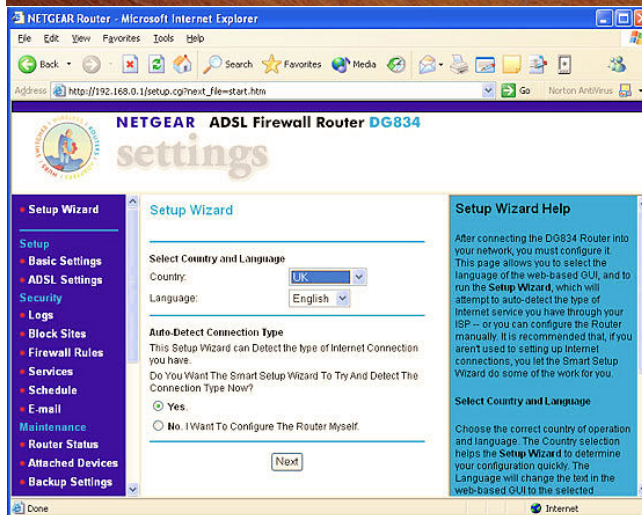 NETGEAR Router - Microsoft Internet Explorer
File Edit View Favorites Tools Help
Back Search Favorites Media
Address http://192.168.0.1/setup.cgi?next_file=start.htm Go Norton AntiVirus
NETGEAR ADSL Firewall Router DG834
settings
Setup Wizard
Setup
Basic Settings
ADSL Settings
Security
Logs
Block Sites
Firewall Rules
Services
Schedule
E-mail
Maintenance
Router Status
Attached Devices
Backup Settings
Setup Wizard
Select Country and Language
Country: UK
Language: English
Auto-Detect Connection Type
This Setup Wizard can Detect the type of Internet Connection
you have.
Do You Want The Smart Setup Wizard To Try And Detect The
Connection Type Now?
Yes.
No. I Want To Configure The Router Myself.
Next
Setup Wizard Help
After connecting the DG834 Router into
your network, you must configure it.
This page allows you to select the
language of the web-based GUI, and to
run the Setup Wizard, which will
attempt to auto-detect the type of
Internet service you have through your
ISP -- or you can configure the Router
manually. It is recommended that, if you
aren't used to setting up Internet
connections, you let the Smart Setup
Wizard do some of the work for you.
Select Country and Language
Choose the correct country of operation
and language. The Country selection
helps the Setup Wizard to determine
your configuration quickly. The
Language will change the text in the
web-based GUI to the selected
Done Internet